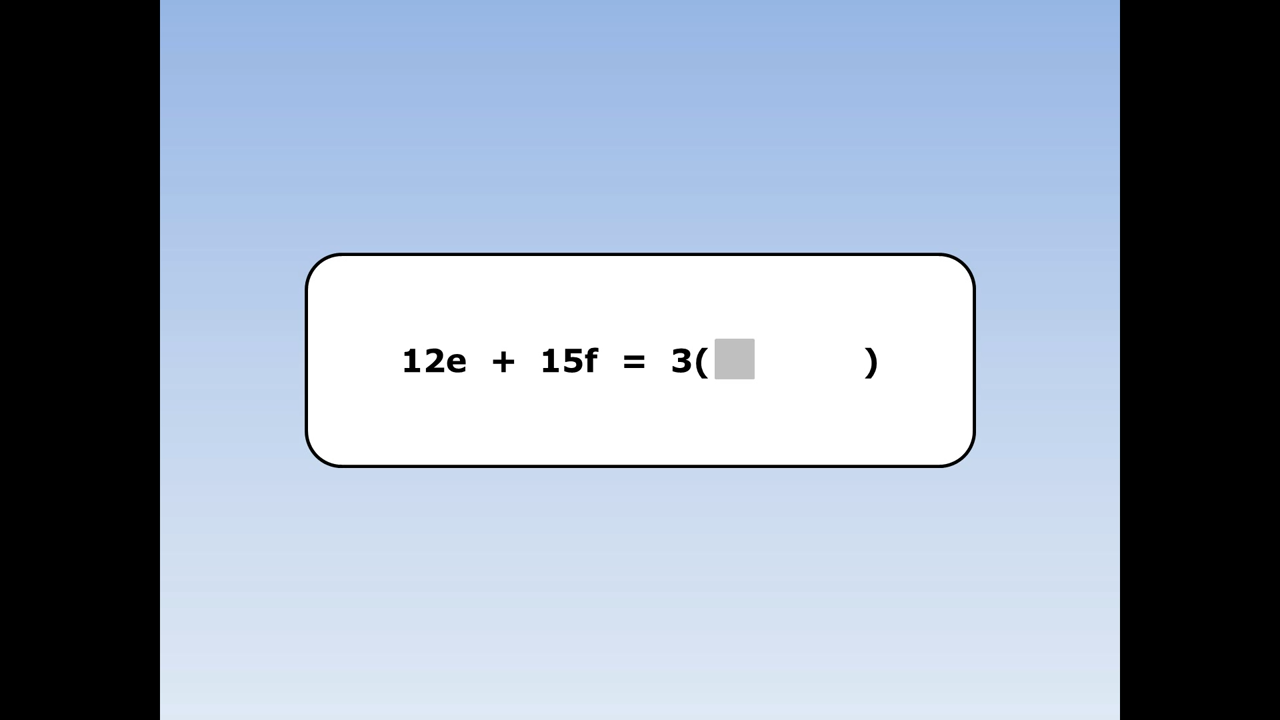 12e + 15f = 3( )